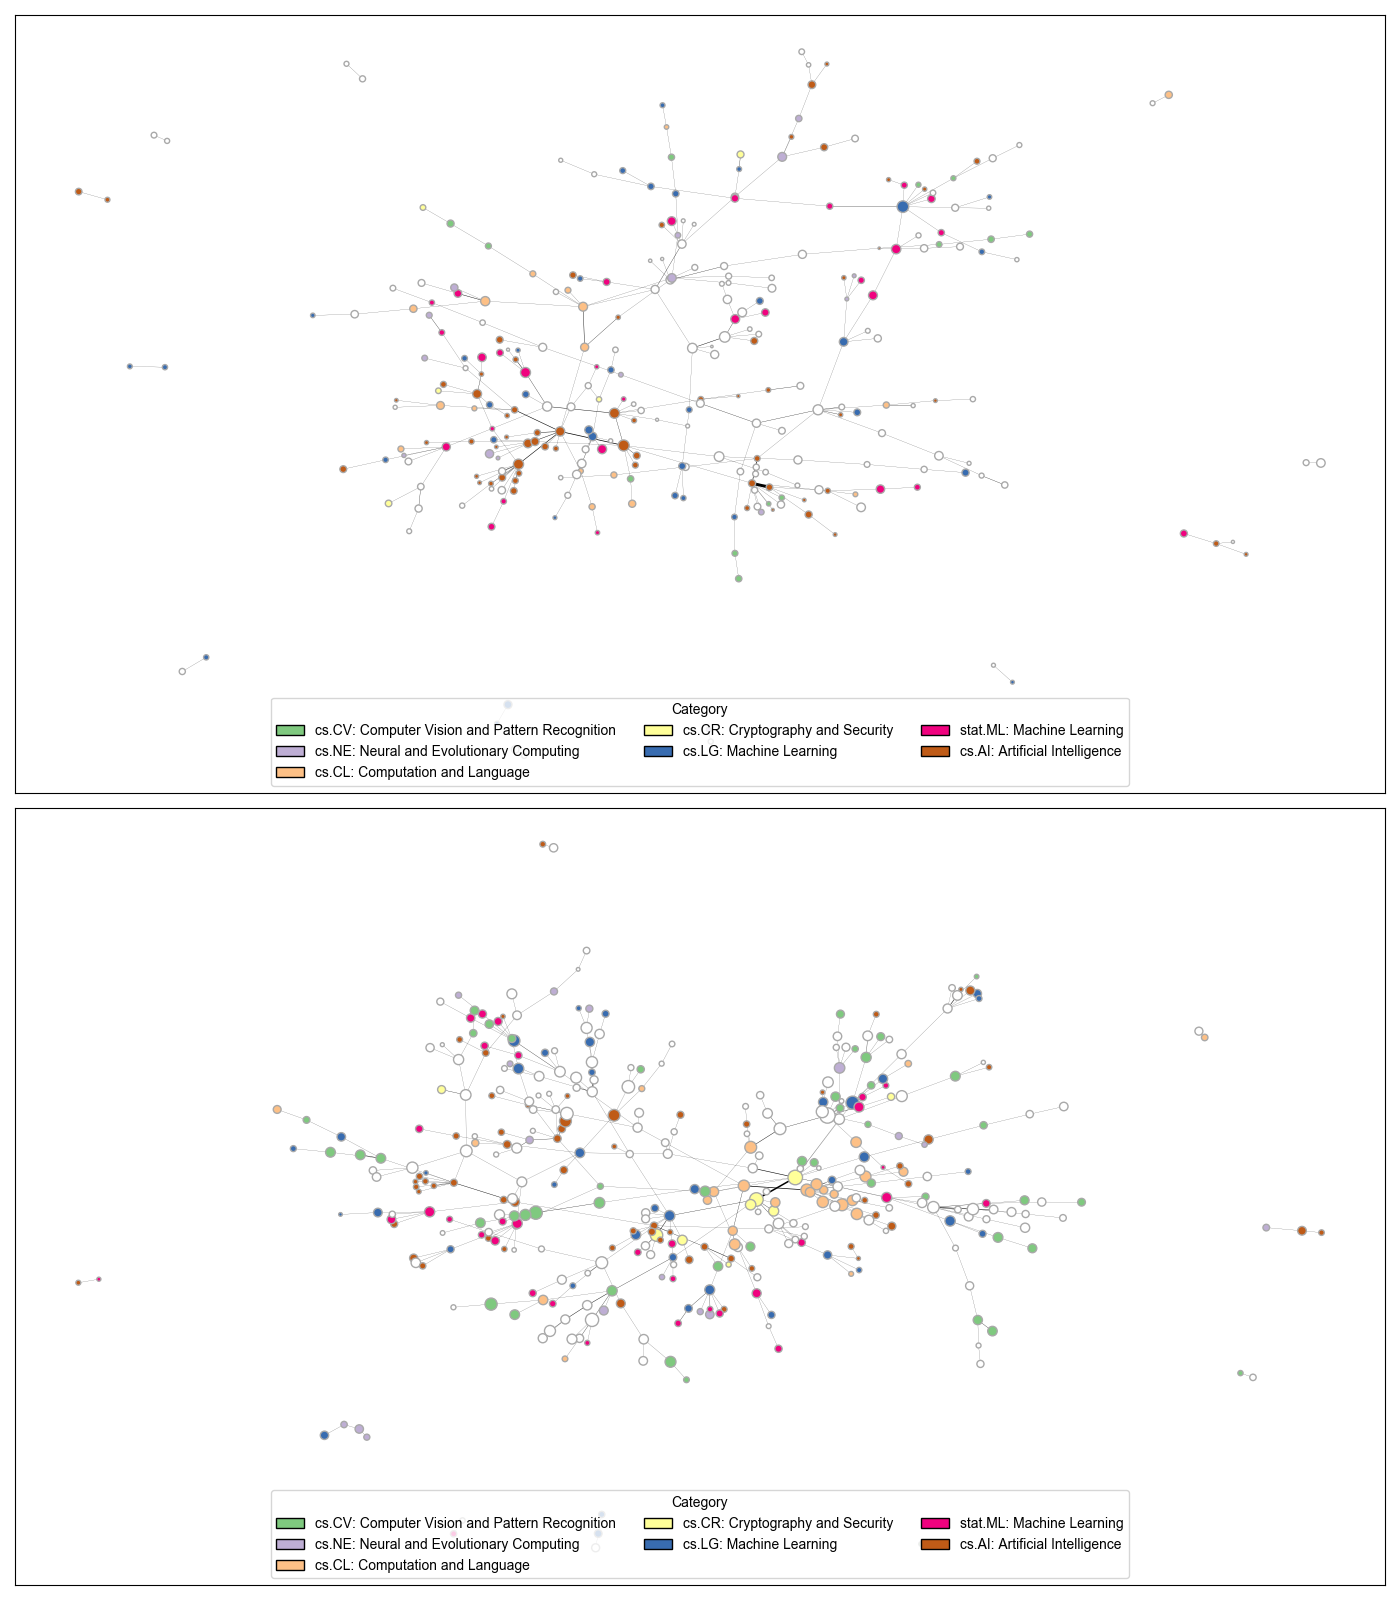 Category
cs.CV: Computer Vision and Pattern Recognition
cs.CR: Cryptography and Security
stat.ML: Machine Learning
cs.NE: Neural and Evolutionary Computing
cs.LG: Machine Learning
cs.AI: Artificial Intelligence
cs.CL: Computation and Language
Category
cs.CV: Computer Vision and Pattern Recognition
cs.CR: Cryptography and Security
stat.ML: Machine Learning
cs.NE: Neural and Evolutionary Computing
cs.LG: Machine Learning
cs.AI: Artificial Intelligence
cs.CL: Computation and Language